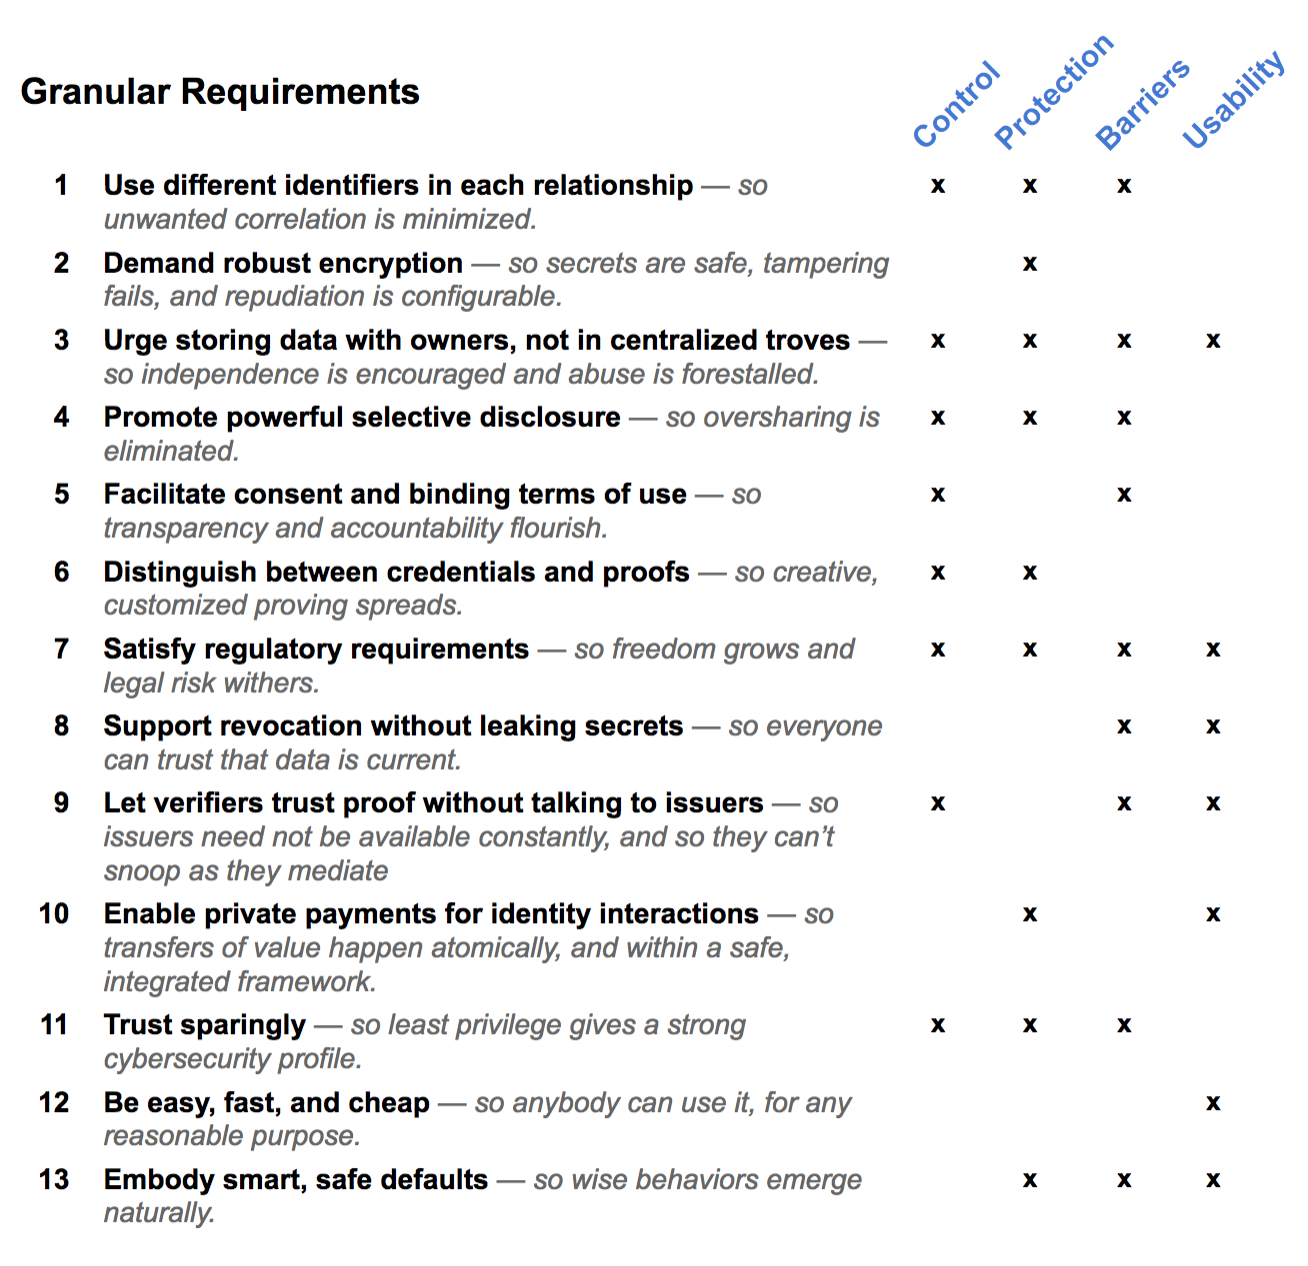 Granular Requirements Control Protection Barriers Usability
1 Use different identifiers in each relationship — so x x x
unwanted correlation is minimized.
2 Demand robust encryption — so secrets are safe, tampering x
fails, and repudiation is configurable.
3 Urge storing data with owners, not in centralized troves — x x x x
so independence is encouraged and abuse is forestalled.
4 Promote powerful selective disclosure — so oversharing is x x x
eliminated.
5 Facilitate consent and binding terms of use — so x x
transparency and accountability flourish.
6 Distinguish between credentials and proofs — so creative, x x
customized proving spreads.
7 Satisfy regulatory requirements — so freedom grows and x x x x
legal risk withers.
8 Support revocation without leaking secrets — so everyone x x
can trust that data is current.
9 Let verifiers trust proof without talking to issuers — so x x x
issuers need not be available constantly, and so they can’t
snoop as they mediate
10 Enable private payments for identity interactions — so x x
transfers of value happen atomically, and within a safe,
integrated framework.
11 Trust sparingly — so least privilege gives a strong x x x
cybersecurity profile.
12 Be easy, fast, and cheap — so anybody can use it, for any x
reasonable purpose.
13 Embody smart, safe defaults — so wise behaviors emerge x x x
naturally.